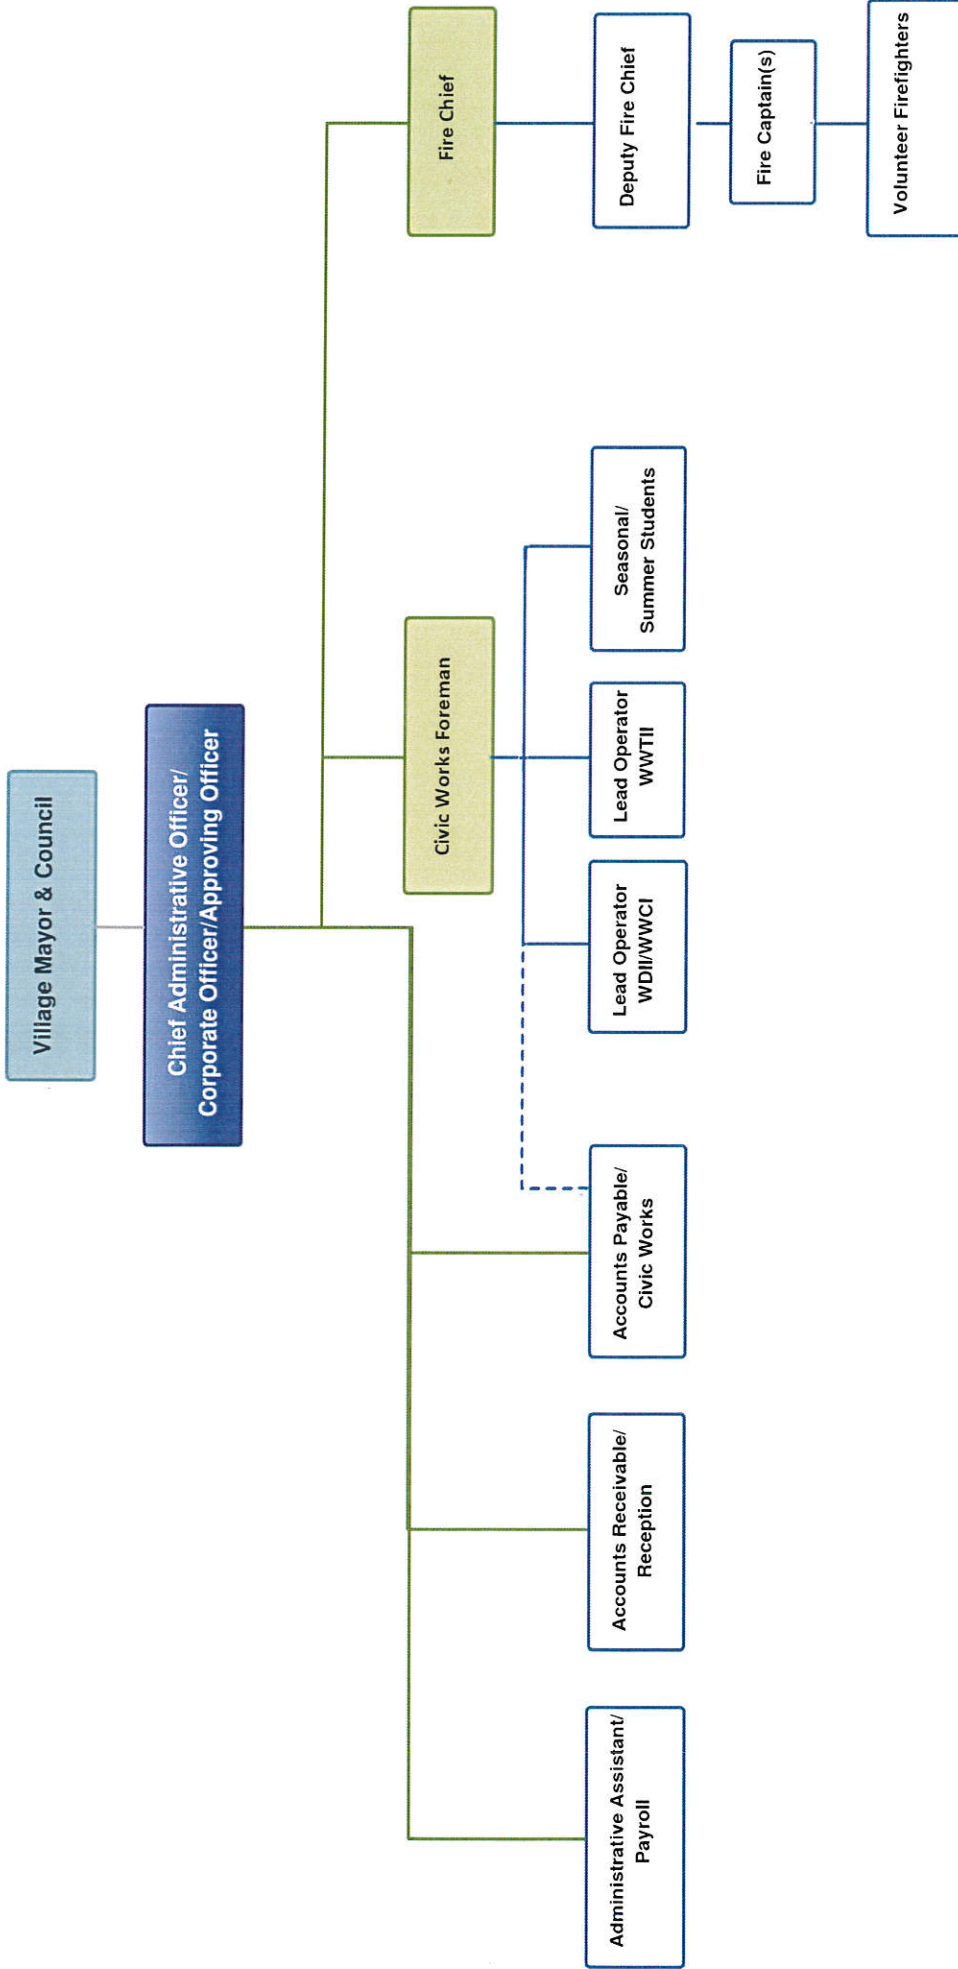 Village Mayor & Council
Chief Administrative Officer/
Corporate Officer/Approving Officer
Civic Works Foreman
Fire Chief
Administrative Assistant/
Payroll
Accounts Receivable/
Reception
Accounts Payable/
Civic Works
Lead Operator
WDII/WWCI
Lead Operator
WWTII
Seasonal/
Summer Students
Deputy Fire Chief
Fire Captain(s)
Volunteer Firefighters